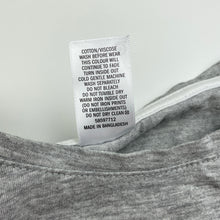 COTTON/VISCOSE
WASH BEFORE WEAR
THIS COLOUR WILL
CONTINUE TO FADE
TURN INSIDE OUT
COLD GENTLE MACHINE
WASH SEPARATELY
DO NOT BLEACH
DO NOT TUMBLE DRY
WARM IRON INSIDE OUT
(DO NOT IRON PRINTS
OR EMBELLISHMENTS)
DO NOT DRY CLEAN
58097712
MADE IN BANGLADESH